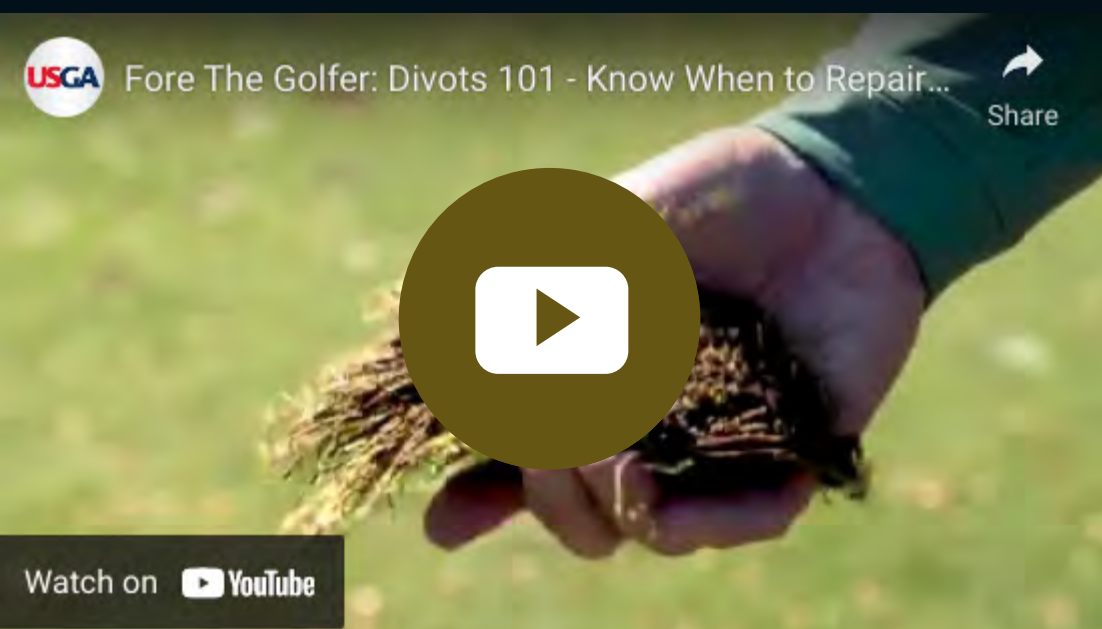 USGA
Fore The Golfer: Divots 101 - Know When to Repair...
Share
Watch on YouTube